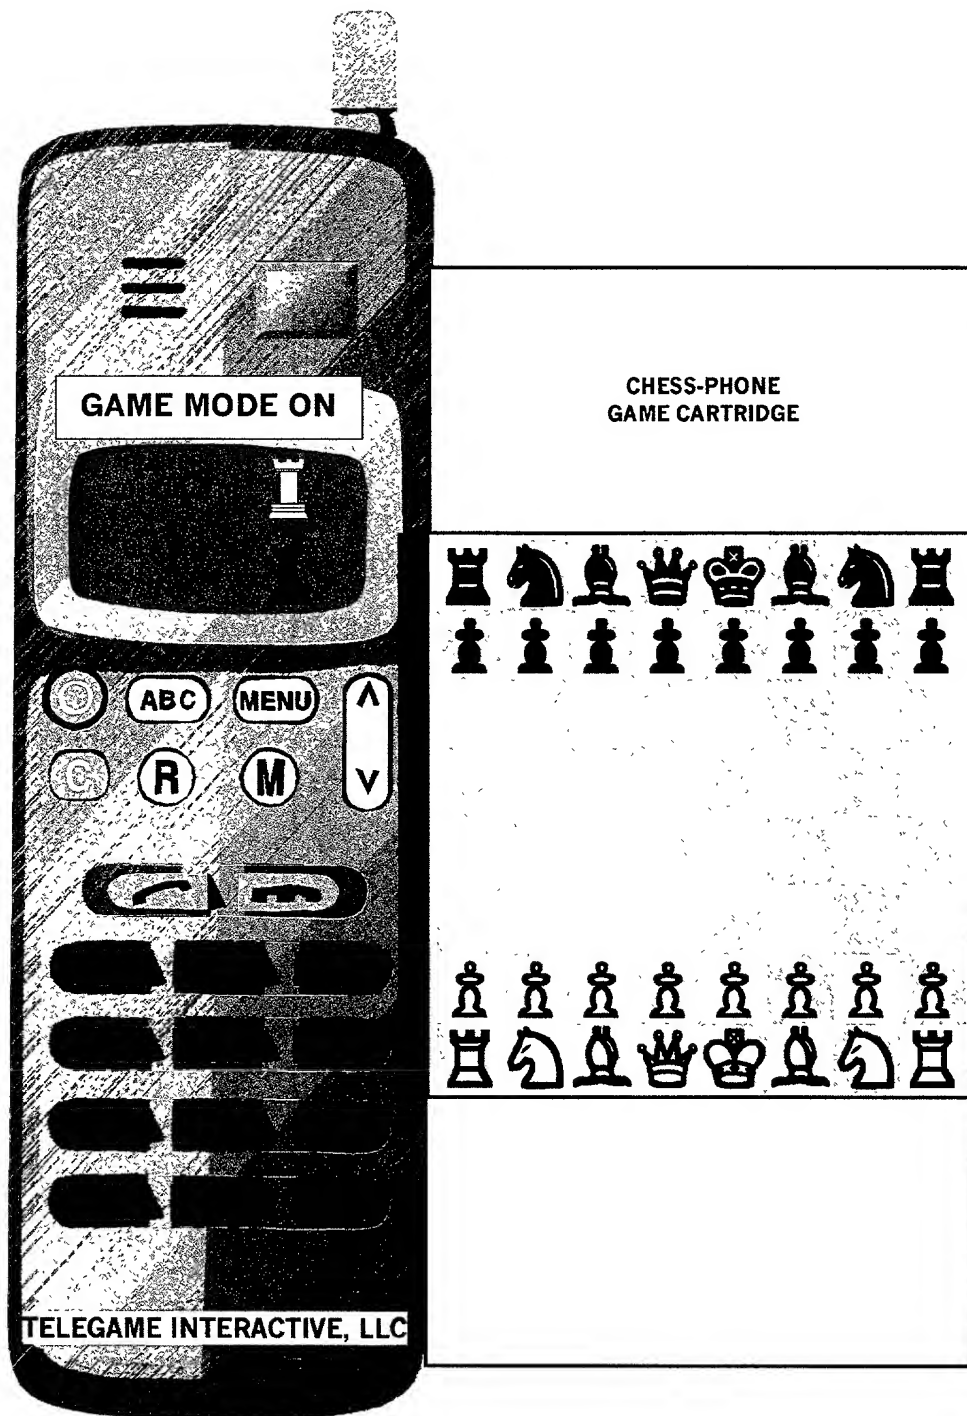 CHESS-PHONE
GAME CARTRIDGE
GAME MODE ON
ABC MENU
C R M
TELEGAME INTERACTIVE, LLC